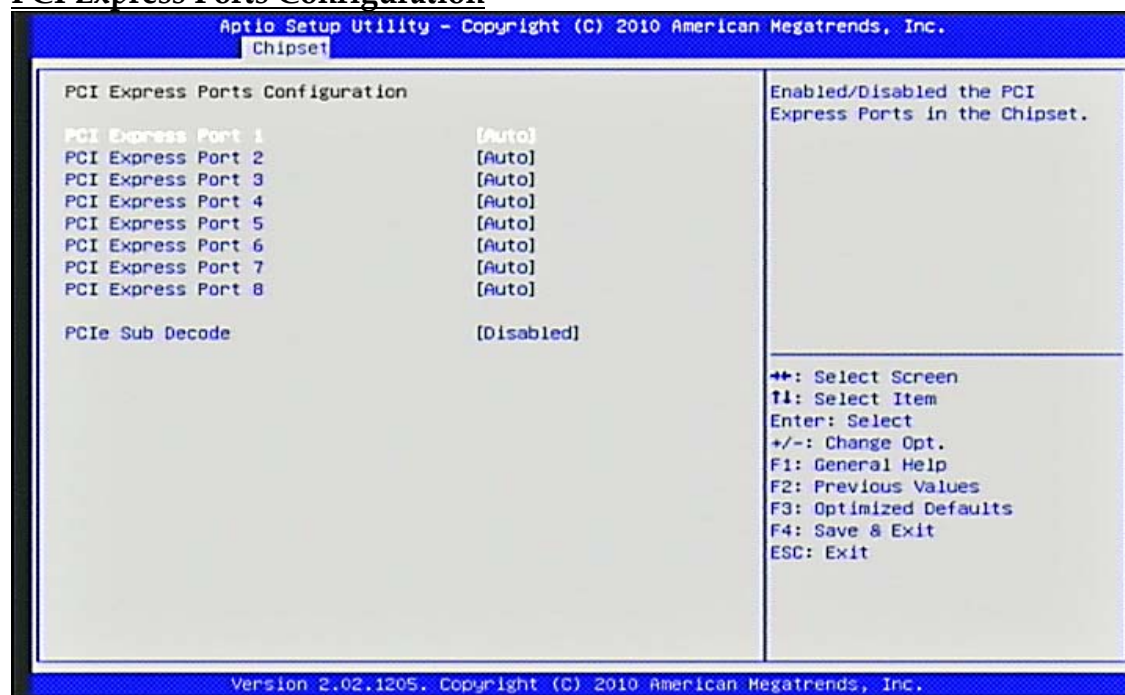 PCI Express Ports Configuration
Aptio Setup Utility – Copyright (C) 2010 American Megatrends, Inc.
Chipset
PCI Express Ports Configuration
PCI Express Port 1 [Auto]
PCI Express Port 2 [Auto]
PCI Express Port 3 [Auto]
PCI Express Port 4 [Auto]
PCI Express Port 5 [Auto]
PCI Express Port 6 [Auto]
PCI Express Port 7 [Auto]
PCI Express Port 8 [Auto]
PCIe Sub Decode [Disabled]
Enabled/Disabled the PCI
Express Ports in the Chipset.
→←: Select Screen
↑↓: Select Item
Enter: Select
+/-: Change Opt.
F1: General Help
F2: Previous Values
F3: Optimized Defaults
F4: Save & Exit
ESC: Exit
Version 2.02.1205. Copyright (C) 2010 American Megatrends, Inc.